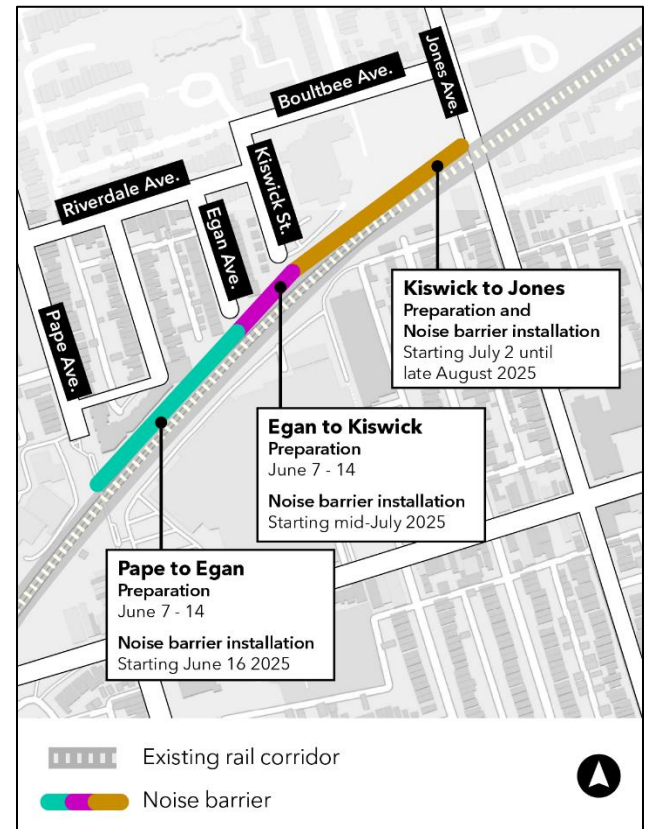 Jones Ave.
Boultbee Ave.
Kiswick St.
Riverdale Ave.
Egan Ave.
Pape Ave.
Kiswick to Jones
Preparation and
Noise barrier installation
Starting July 2 until
late August 2025
Egan to Kiswick
Preparation
June 7 - 14
Noise barrier installation
Starting mid-July 2025
Pape to Egan
Preparation
June 7 - 14
Noise barrier installation
Starting June 16 2025
Existing rail corridor
Noise barrier